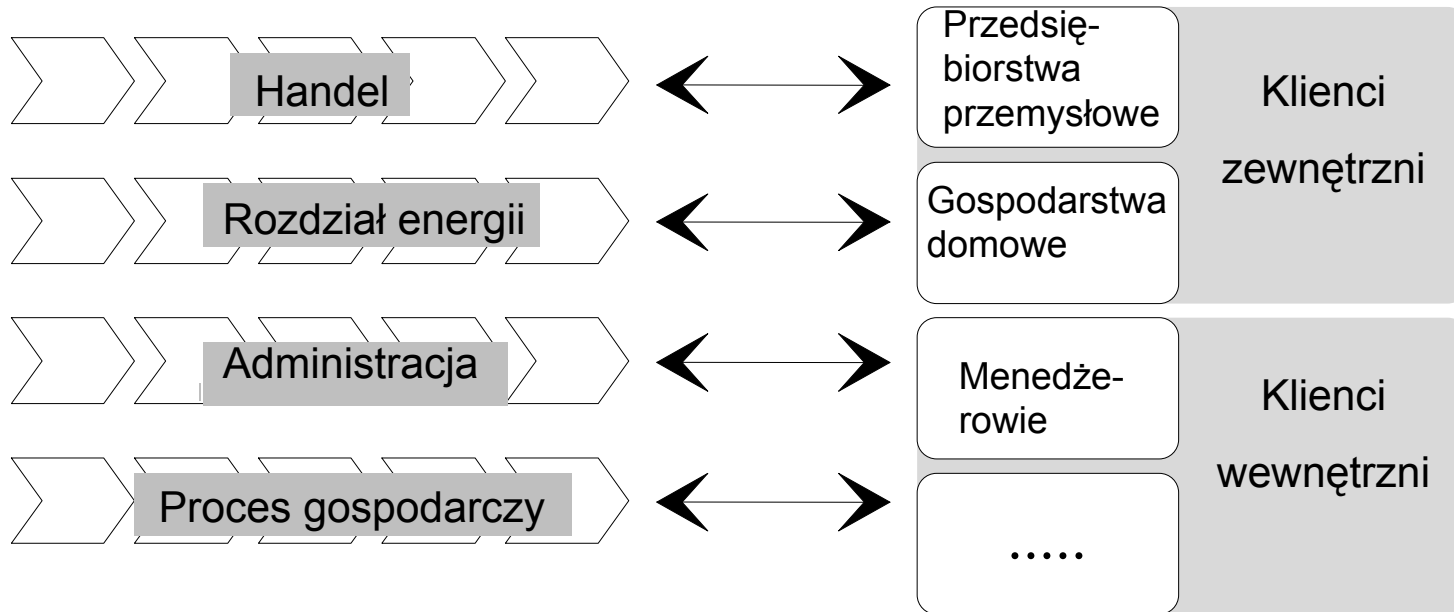 Handel
Przedsię-
biorstwa
przemysłowe
Klienci
zewnętrzni
Rozdział energii
Gospodarstwa
domowe
Administracja
Menedże-
rowie
Klienci
wewnętrzni
Proces gospodarczy
.....